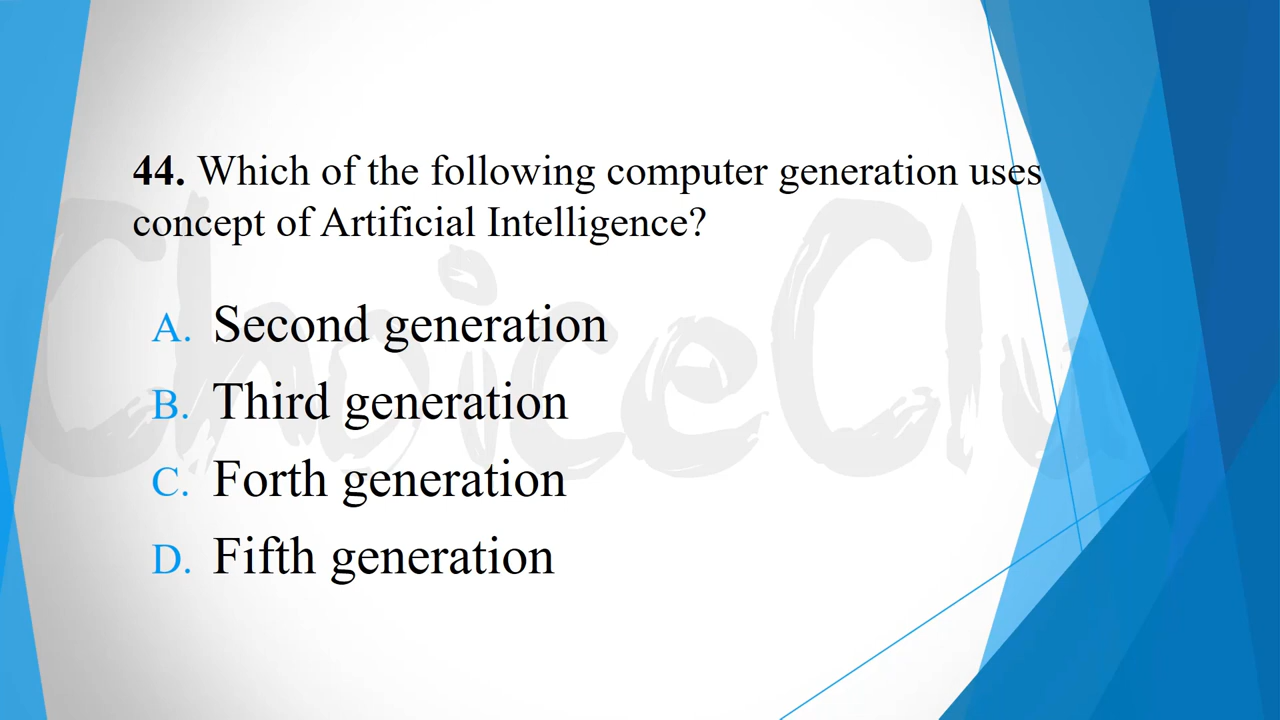 44. Which of the following computer generation uses
concept of Artificial Intelligence?
A. Second generation
B. Third generation
C. Forth generation
D. Fifth generation
ChoiceClu